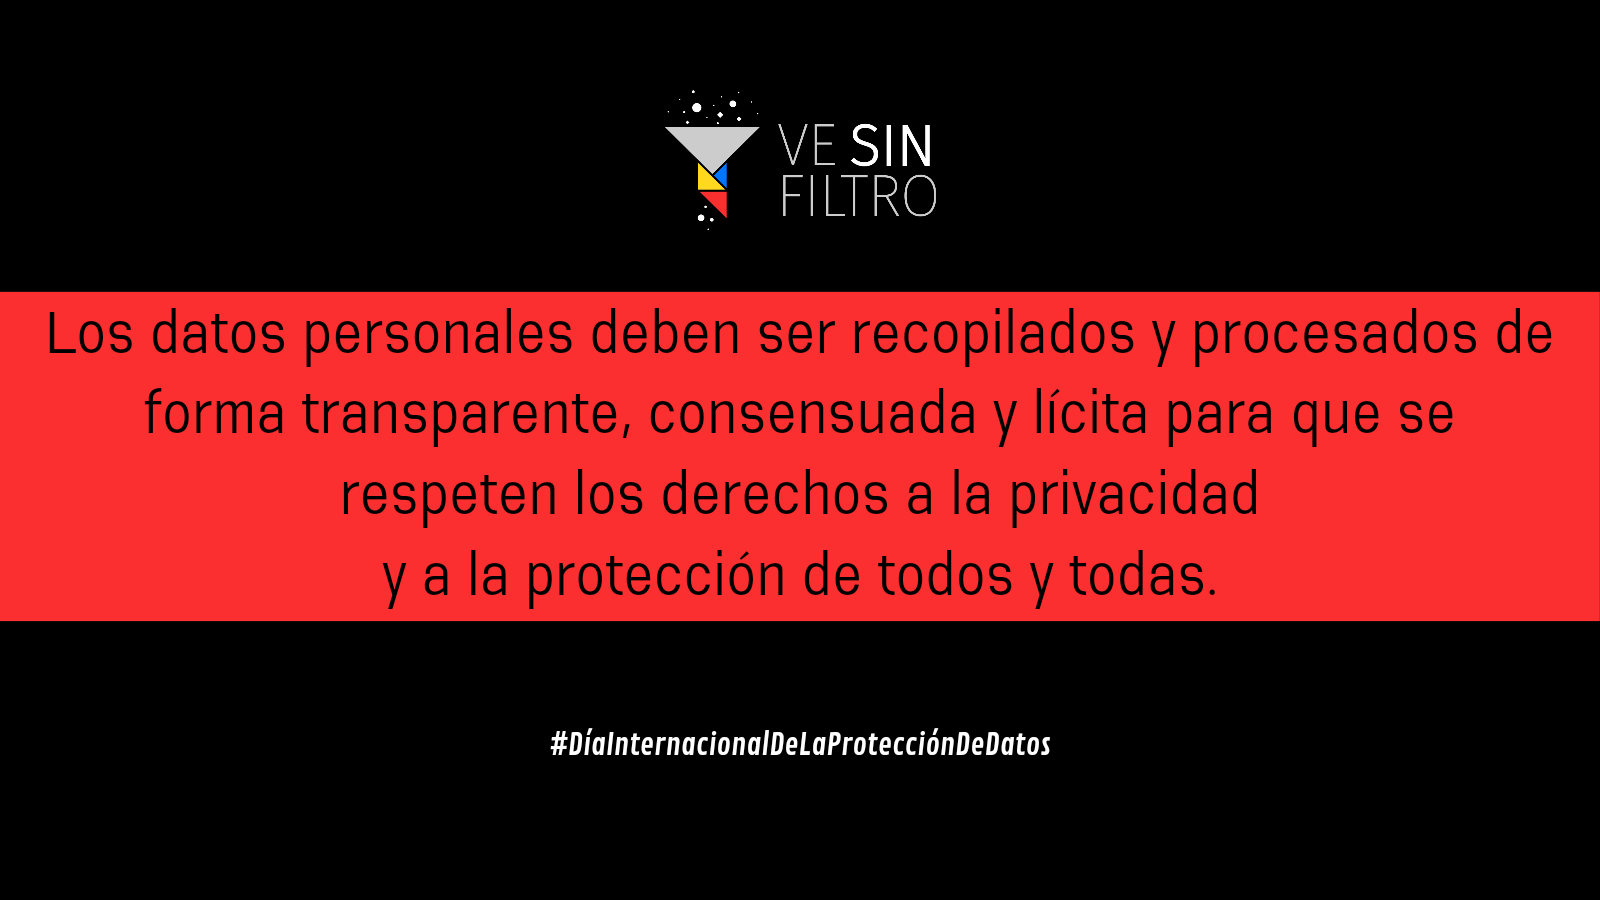 VE SIN
FILTRO
Los datos personales deben ser recopilados y procesados de
forma transparente, consensuada y lícita para que se
respeten los derechos a la privacidad
y a la protección de todos y todas.
#DíaInternacionalDeLaProtecciónDeDatos